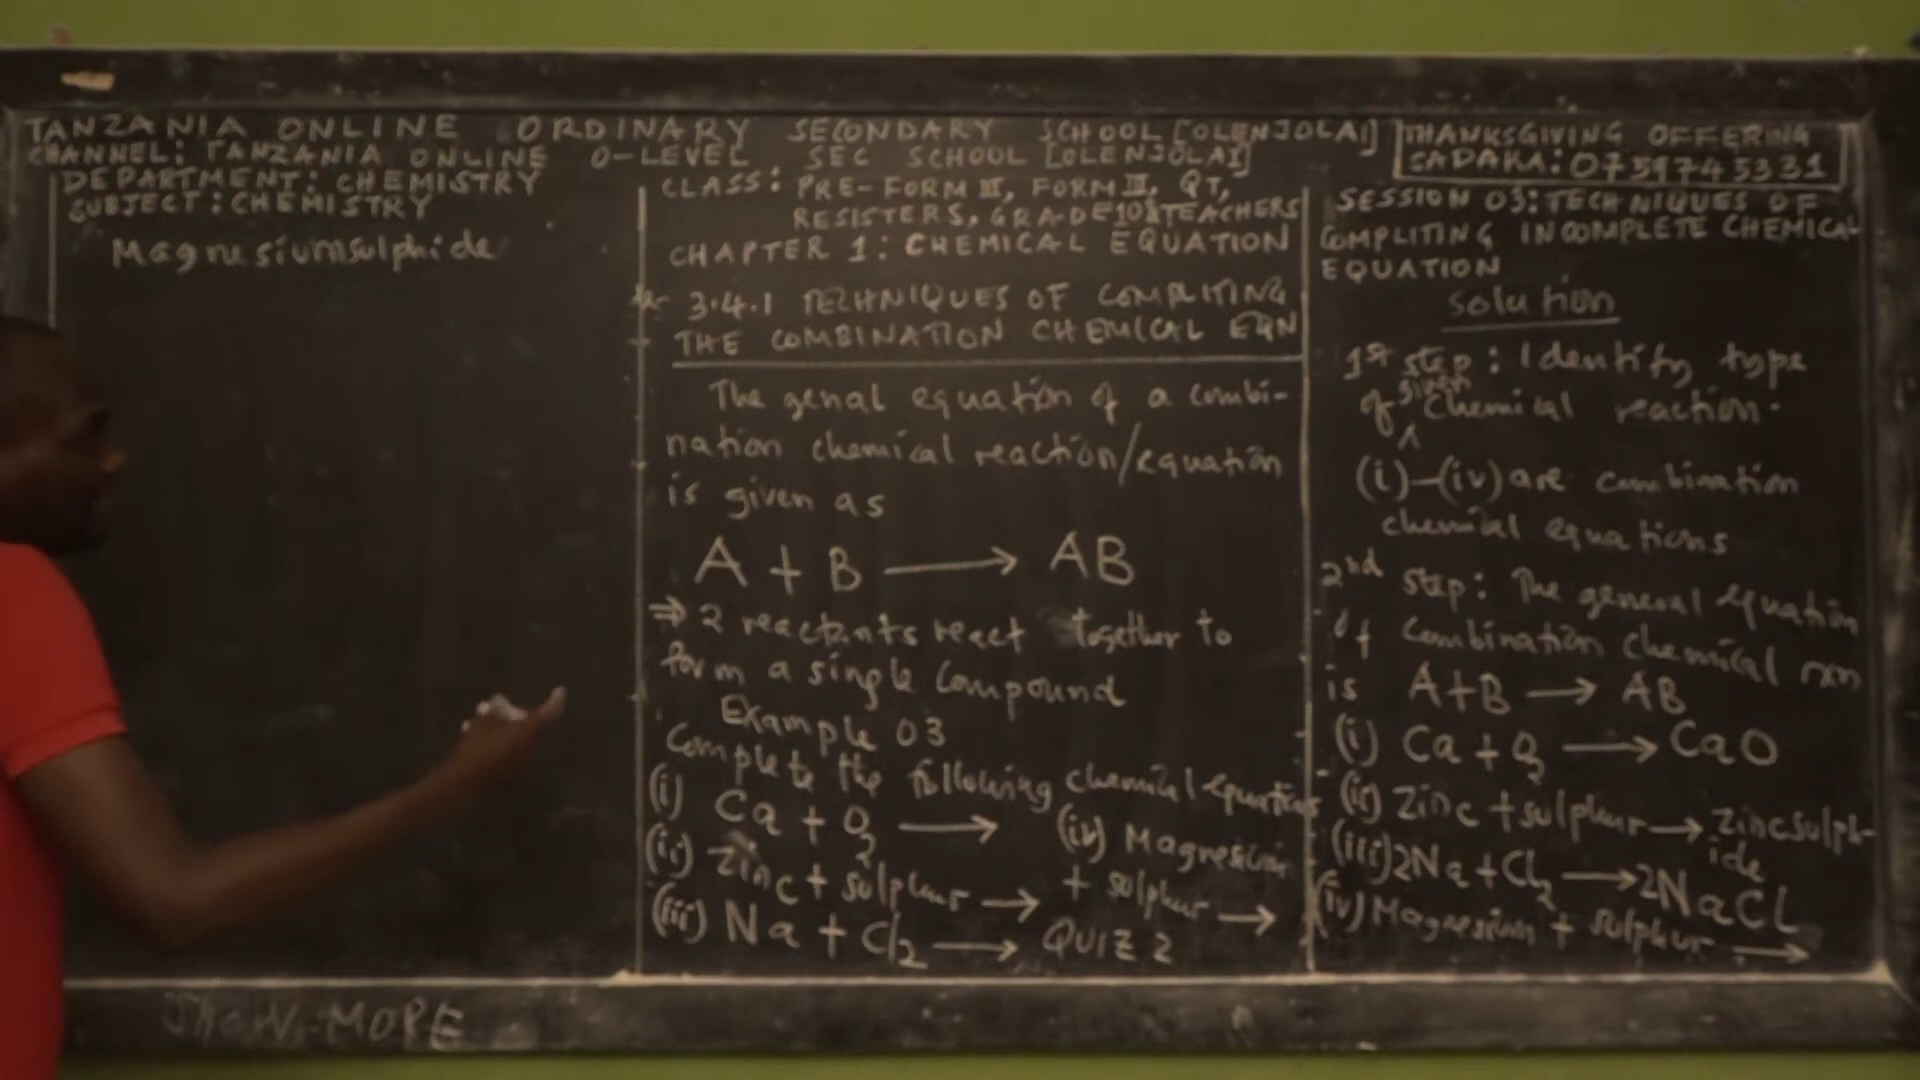 TANZANIA ONLINE ORDINARY SECONDARY SCHOOL [OLENJOLAI]
CHANNEL: TANZANIA ONLINE O-LEVEL SEC SCHOOL [OLENJOLAI]
THANKSGIVING OFFERING
SADAKA: 0759745331
DEPARTMENT: CHEMISTRY
SUBJECT: CHEMISTRY
Magnesiumsulphide
CLASS: PRE-FORM III, FORM III, QT,
RESISTERS, GRADE 10 & TEACHERS
CHAPTER 1: CHEMICAL EQUATION
3.4.1 TECHNIQUES OF COMPLITING
THE COMBINATION CHEMICAL EQN
The genal equation of a combi-
nation chemical reaction/equation
is given as
A + B → AB
⇒ 2 reactants react together to
form a single compound
Example 03
Complete the following chemical equations
(i) Ca + O2 →
(ii) Zinc + sulphur →
(iii) Na + Cl2 →
(iv) Magnesium
+ sulphur →
QUIZ 2
SESSION 03: TECHNIQUES OF
COMPLITING INCOMPLETE CHEMICAL
EQUATION
solution
1st step: Identify type
of given chemical reaction.
(i)-(iv) are combination
chemical equations
2nd step: The general equation
of combination chemical rxn
is A+B → AB
(i) Ca + O2 → CaO
(ii) Zinc + sulphur → Zincsulph-
ide
(iii) 2Na + Cl2 → 2NaCl
(iv) Magnesium + sulphur →
SHOW MORE